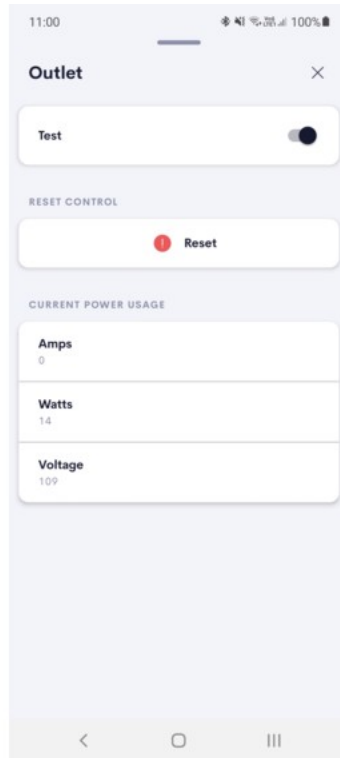 11:00
100%
Outlet
Test
RESET CONTROL
Reset
CURRENT POWER USAGE
Amps
0
Watts
14
Voltage
109